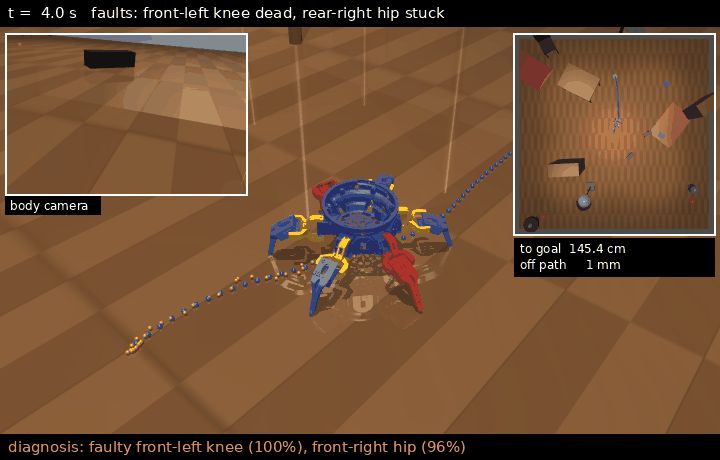 t =  4.0 s   faults: front-left knee dead, rear-right hip stuck
body camera
to goal  145.4 cm
off path     1 mm
diagnosis: faulty front-left knee (100%), front-right hip (96%)